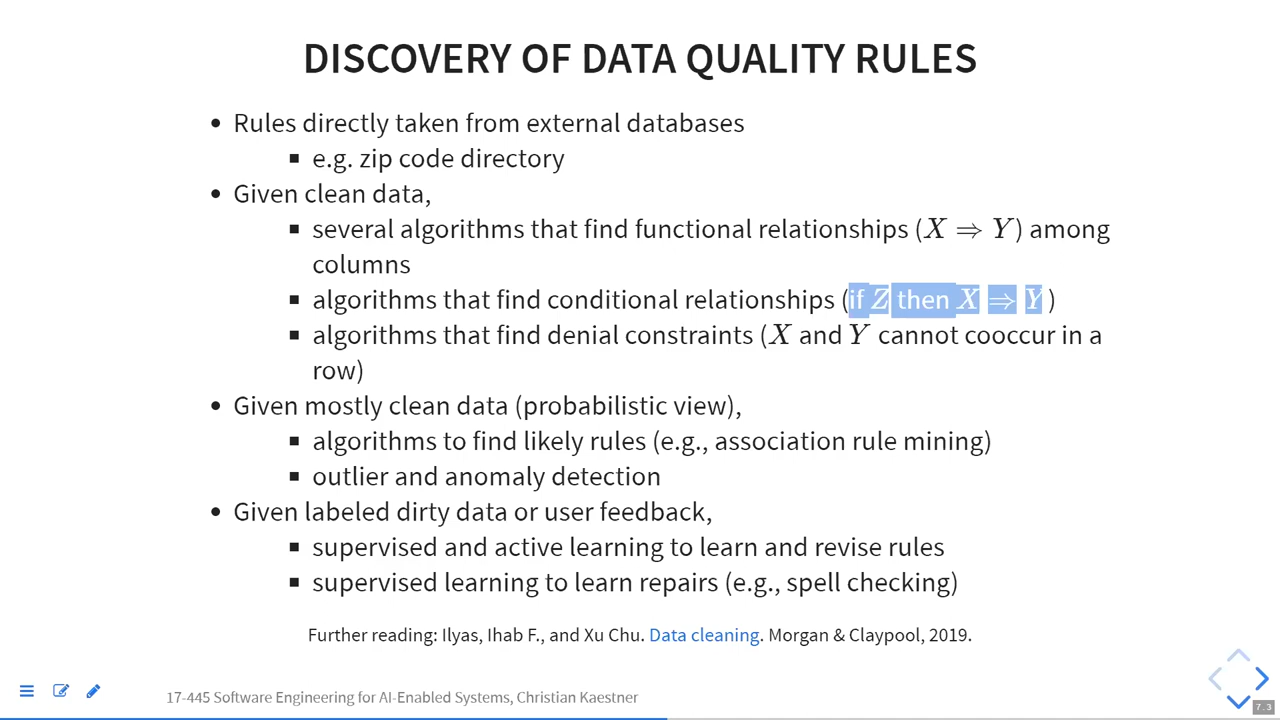 DISCOVERY OF DATA QUALITY RULES
• Rules directly taken from external databases
▪ e.g. zip code directory
• Given clean data,
▪ several algorithms that find functional relationships (X ⇒ Y) among
columns
▪ algorithms that find conditional relationships (if Z then X ⇒ Y)
▪ algorithms that find denial constraints (X and Y cannot cooccur in a
row)
• Given mostly clean data (probabilistic view),
▪ algorithms to find likely rules (e.g., association rule mining)
▪ outlier and anomaly detection
• Given labeled dirty data or user feedback,
▪ supervised and active learning to learn and revise rules
▪ supervised learning to learn repairs (e.g., spell checking)
Further reading: Ilyas, Ihab F., and Xu Chu. Data cleaning. Morgan & Claypool, 2019.
17-445 Software Engineering for AI-Enabled Systems, Christian Kaestner
7.3